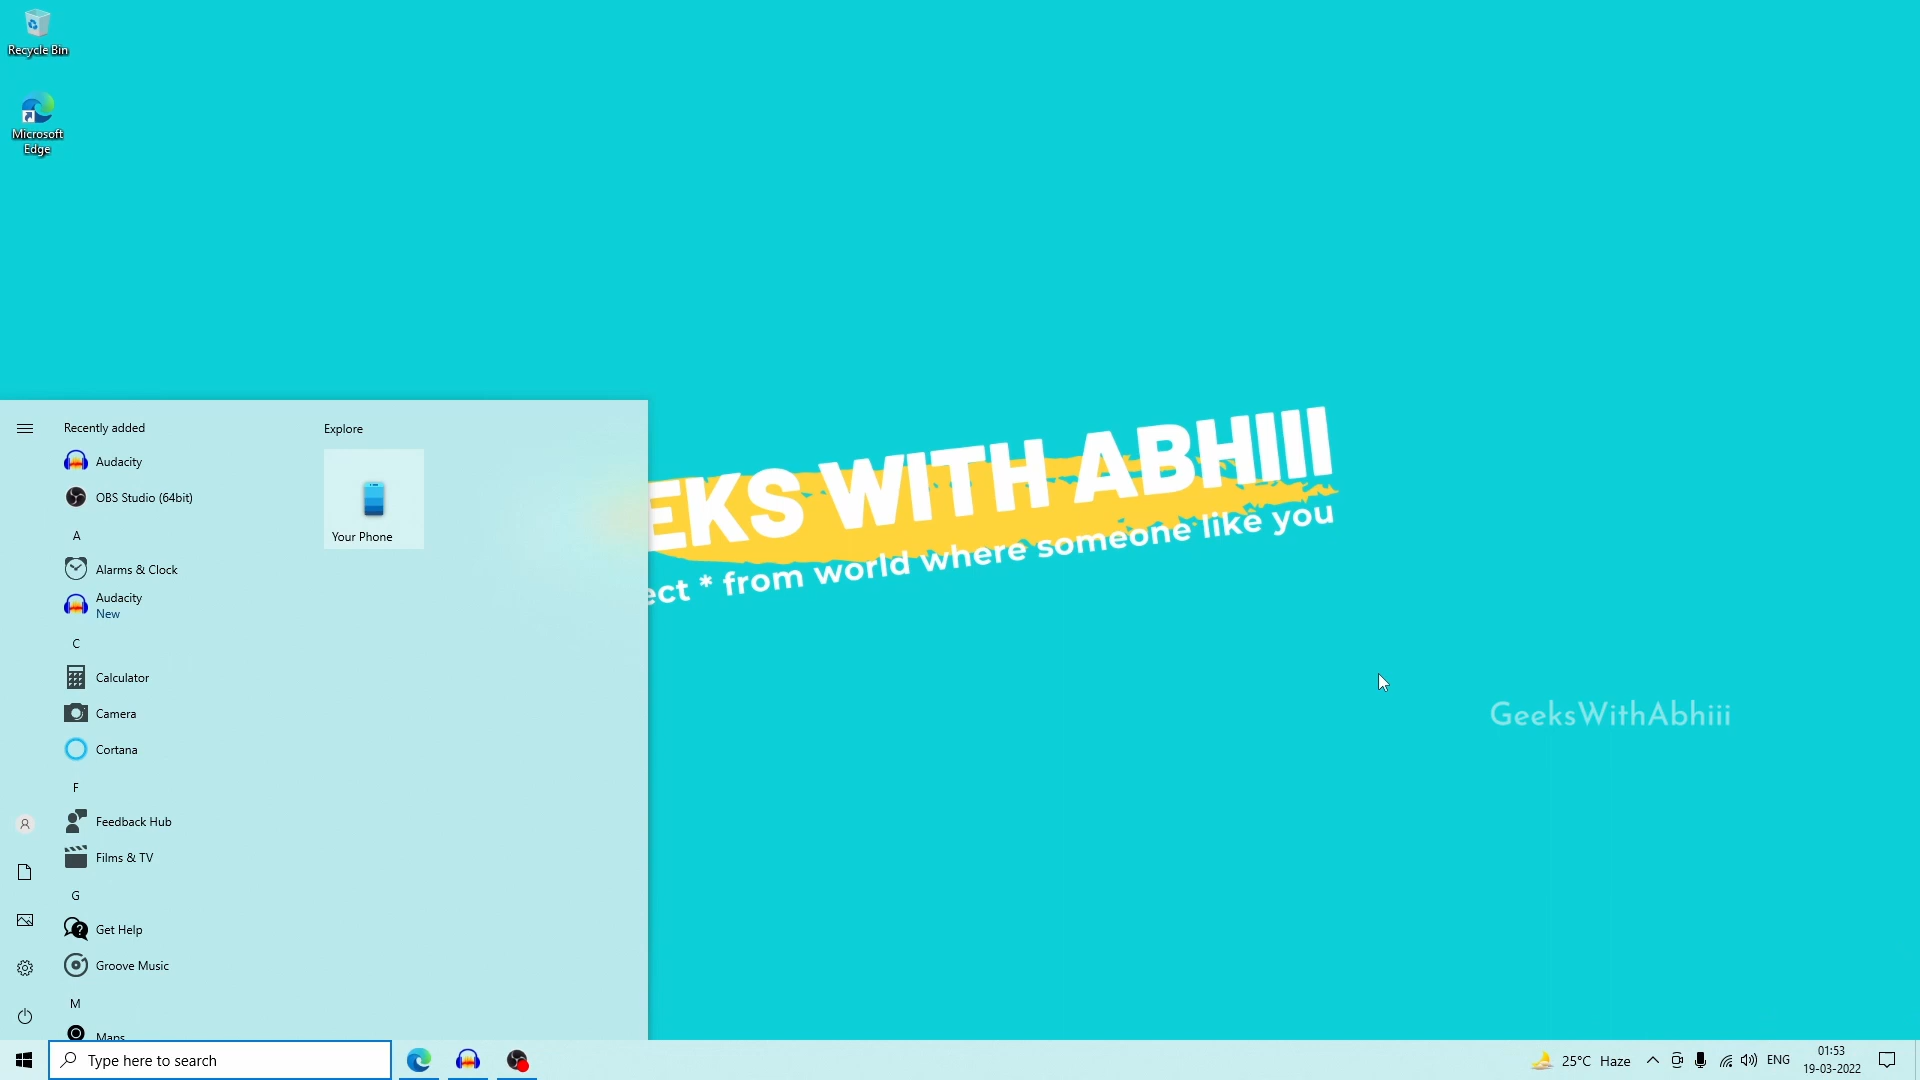 Recycle Bin
Microsoft
Edge
Recently added
Audacity
OBS Studio (64bit)
A
Alarms & Clock
Audacity
New
C
Calculator
Camera
Cortana
F
Feedback Hub
Films & TV
G
Get Help
Groove Music
M
Maps
Explore
Your Phone
EKS WITH ABHIII
ect * from world where someone like you
GeeksWithAbhiii
Type here to search
25°C Haze
ENG
01:53
19-03-2022